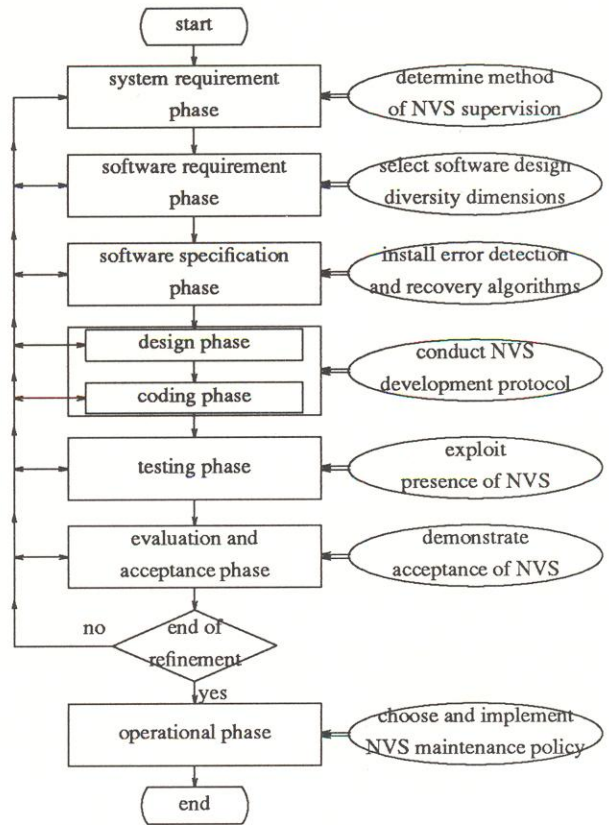 start
system requirement
phase
determine method
of NVS supervision
software requirement
phase
select software design
diversity dimensions
software specification
phase
install error detection
and recovery algorithms
design phase
coding phase
conduct NVS
development protocol
testing phase
exploit
presence of NVS
evaluation and
acceptance phase
demonstrate
acceptance of NVS
no
end of
refinement
yes
operational phase
choose and implement
NVS maintenance policy
end